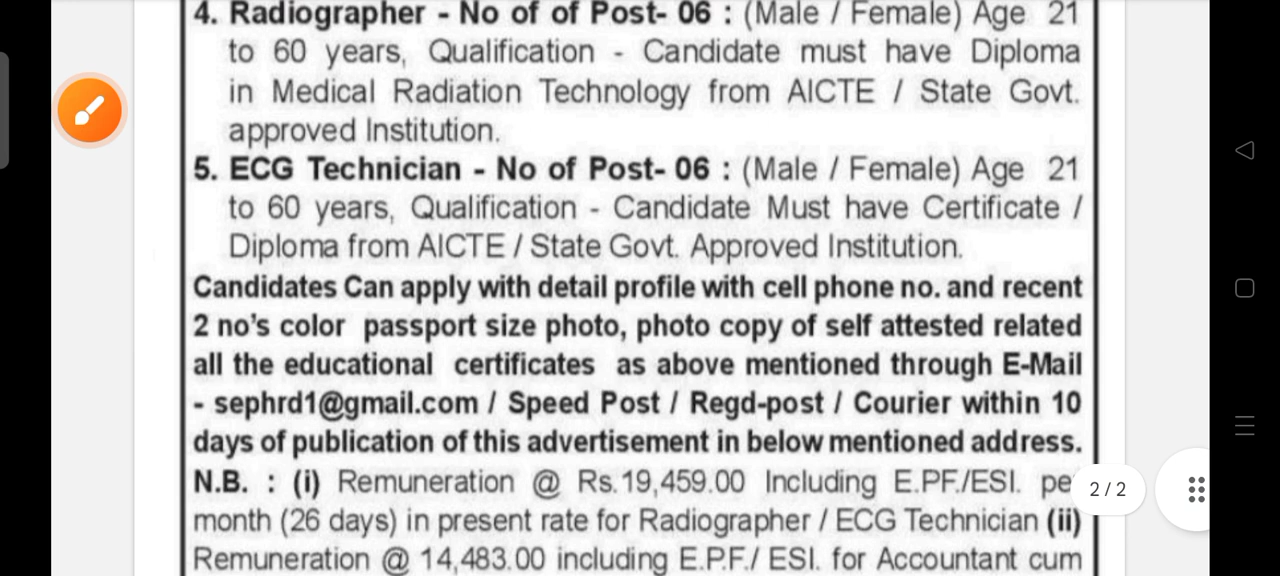 4. Radiographer - No of of Post- 06 : (Male / Female) Age 21
to 60 years, Qualification - Candidate must have Diploma
in Medical Radiation Technology from AICTE / State Govt.
approved Institution.
5. ECG Technician - No of Post- 06 : (Male / Female) Age 21
to 60 years, Qualification - Candidate Must have Certificate /
Diploma from AICTE / State Govt. Approved Institution.
Candidates Can apply with detail profile with cell phone no. and recent
2 no's color passport size photo, photo copy of self attested related
all the educational certificates as above mentioned through E-Mail
- sephrd1@gmail.com / Speed Post / Regd-post / Courier within 10
days of publication of this advertisement in below mentioned address.
N.B. : (i) Remuneration @ Rs.19,459.00 Including E.PF./ESI.
2 / 2
month (26 days) in present rate for Radiographer / ECG Technician (ii)
Remuneration @ 14,483.00 including E.P.F./ ESI. for Accountant cum